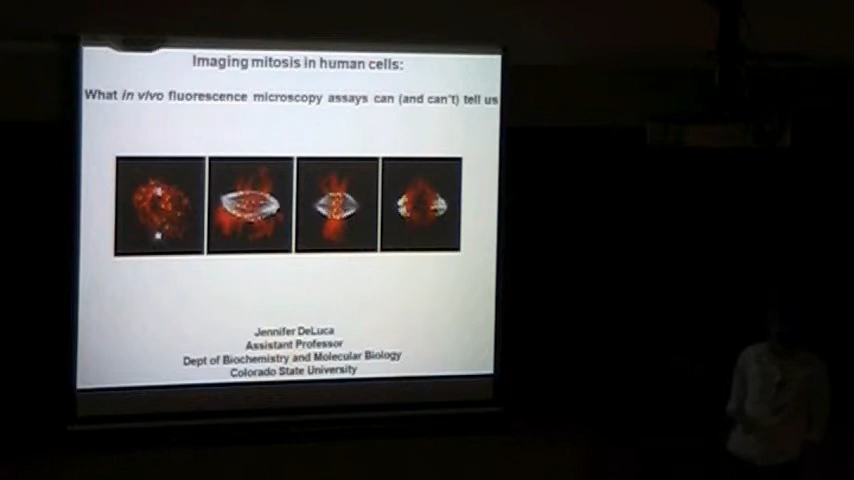 Imaging mitosis in human cells:
What in vivo fluorescence microscopy assays can (and can't) tell us
Jennifer DeLuca
Assistant Professor
Dept of Biochemistry and Molecular Biology
Colorado State University